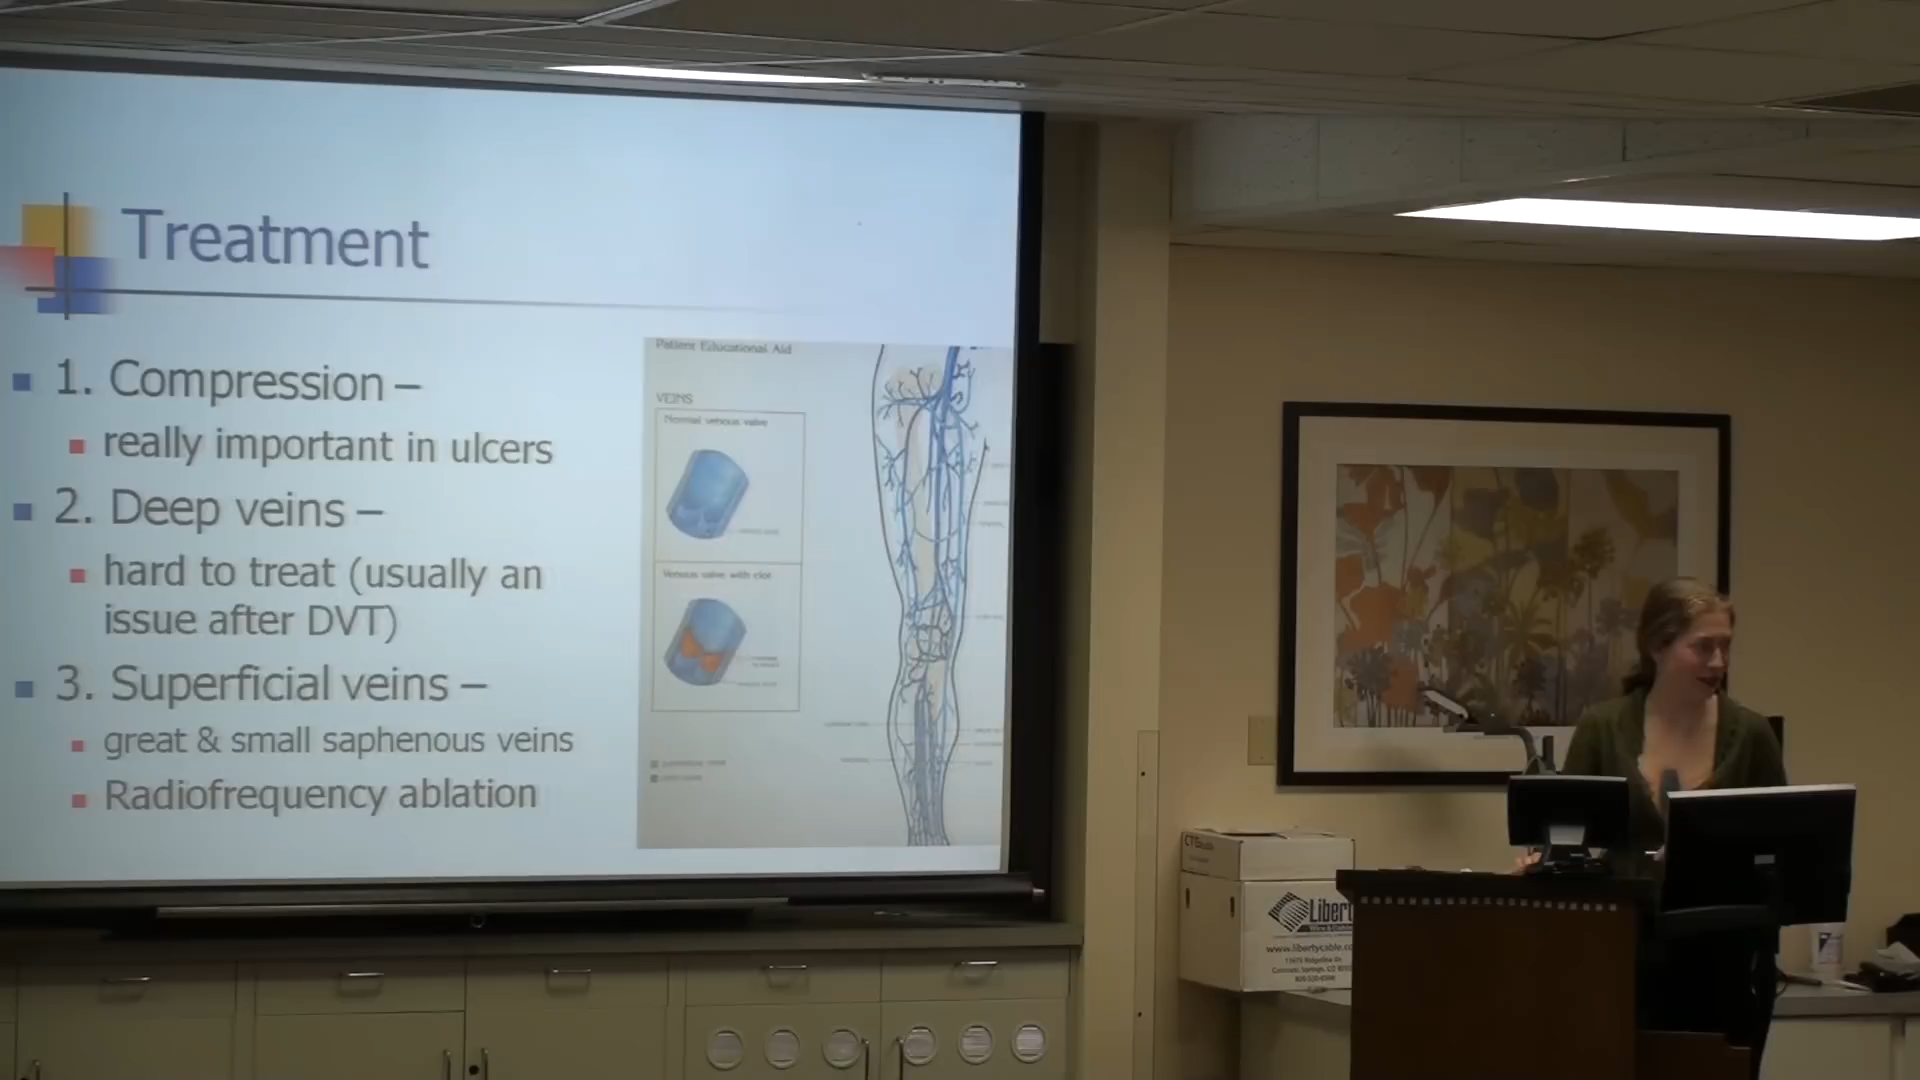 Treatment
1. Compression –
really important in ulcers
2. Deep veins –
hard to treat (usually an
issue after DVT)
3. Superficial veins –
great & small saphenous veins
Radiofrequency ablation
Patient Educational Aid
VEINS
Normal venous valve
Venous valve with clot
Libert
www.libertycable.co